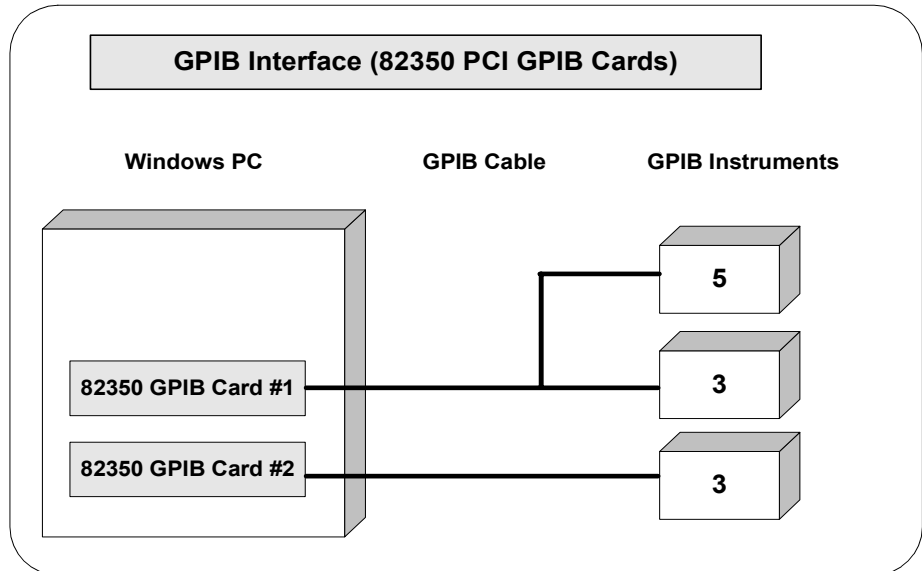 GPIB Interface (82350 PCI GPIB Cards)
Windows PC
GPIB Cable
GPIB Instruments
5
82350 GPIB Card #1
3
82350 GPIB Card #2
3